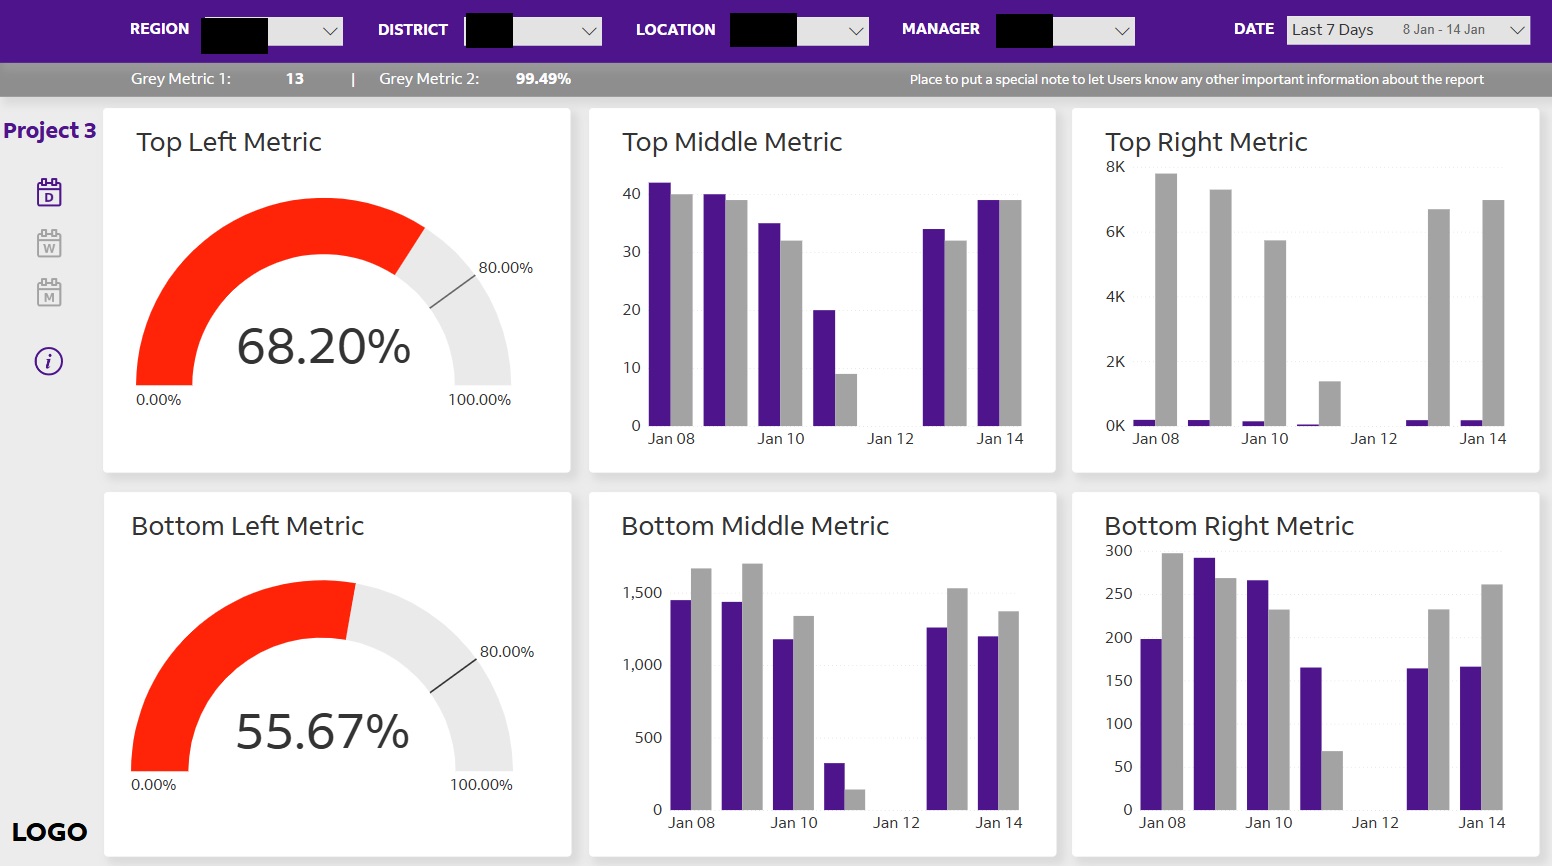 REGION DISTRICT LOCATION MANAGER DATE Last 7 Days 8 Jan - 14 Jan
Grey Metric 1: 13 | Grey Metric 2: 99.49% Place to put a special note to let Users know any other important information about the report
Project 3
D
W
M
i
LOGO
Top Left Metric
80.00%
68.20%
0.00% 100.00%
Top Middle Metric
40
30
20
10
0
Jan 08 Jan 10 Jan 12 Jan 14
Top Right Metric
8K
6K
4K
2K
0K
Jan 08 Jan 10 Jan 12 Jan 14
Bottom Left Metric
80.00%
55.67%
0.00% 100.00%
Bottom Middle Metric
1,500
1,000
500
0
Jan 08 Jan 10 Jan 12 Jan 14
Bottom Right Metric
300
250
200
150
100
50
0
Jan 08 Jan 10 Jan 12 Jan 14